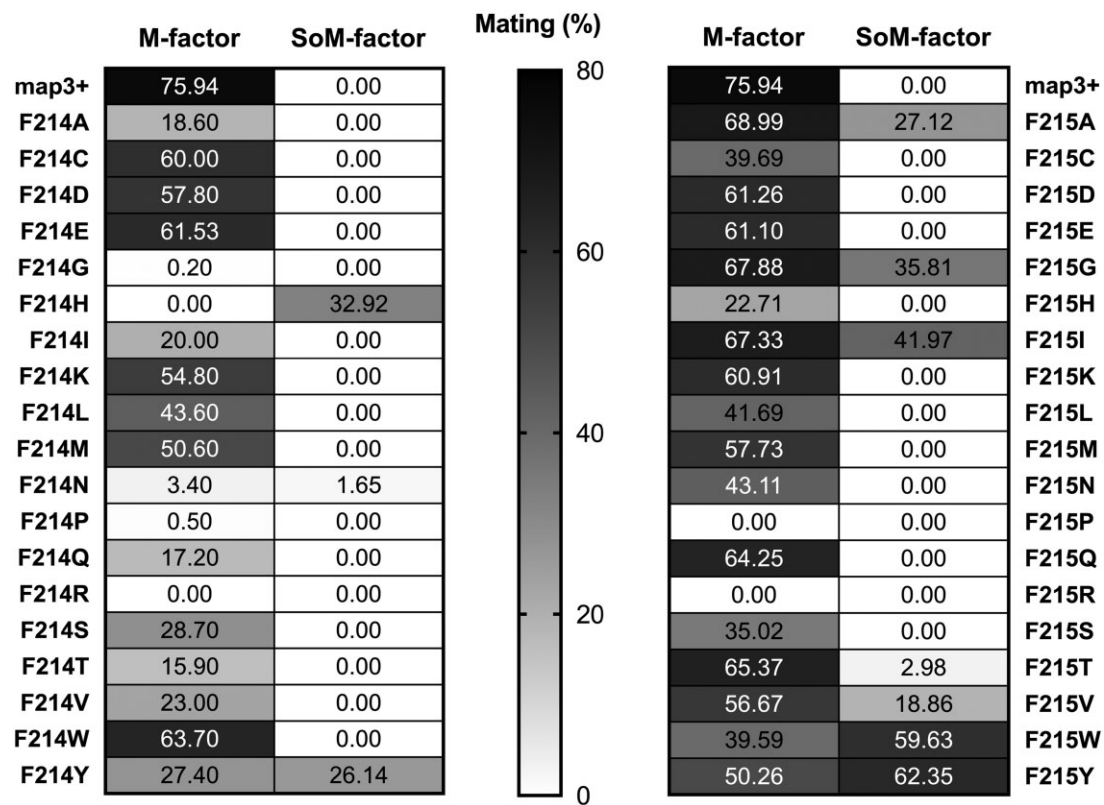 Mating (%)
M-factor SoM-factor M-factor SoM-factor
map3+ 75.94 0.00 80 75.94 0.00 map3+
F214A 18.60 0.00 68.99 27.12 F215A
F214C 60.00 0.00 39.69 0.00 F215C
F214D 57.80 0.00 61.26 0.00 F215D
F214E 61.53 0.00 60 61.10 0.00 F215E
F214G 0.20 0.00 67.88 35.81 F215G
F214H 0.00 32.92 22.71 0.00 F215H
F214I 20.00 0.00 67.33 41.97 F215I
F214K 54.80 0.00 60.91 0.00 F215K
F214L 43.60 0.00 40 41.69 0.00 F215L
F214M 50.60 0.00 57.73 0.00 F215M
F214N 3.40 1.65 43.11 0.00 F215N
F214P 0.50 0.00 0.00 0.00 F215P
F214Q 17.20 0.00 64.25 0.00 F215Q
F214R 0.00 0.00 20 0.00 0.00 F215R
F214S 28.70 0.00 35.02 0.00 F215S
F214T 15.90 0.00 65.37 2.98 F215T
F214V 23.00 0.00 56.67 18.86 F215V
F214W 63.70 0.00 39.59 59.63 F215W
F214Y 27.40 26.14 0 50.26 62.35 F215Y